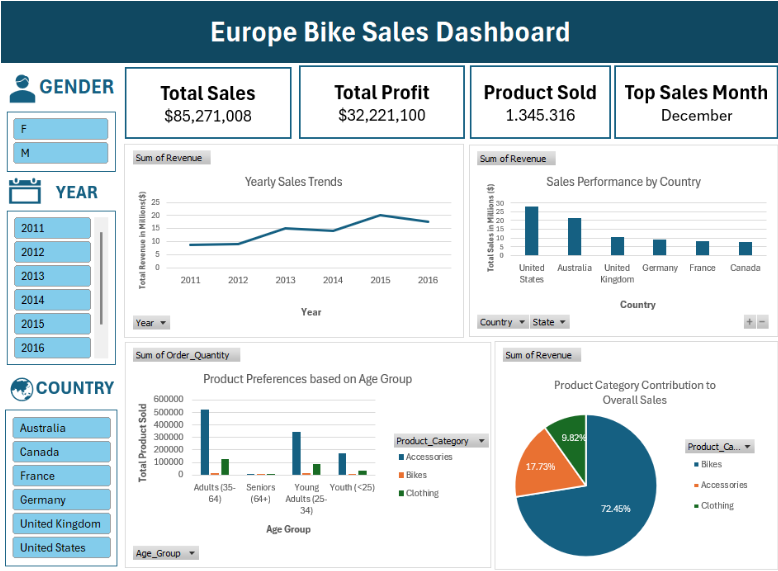 Europe Bike Sales Dashboard
GENDER
F
M
YEAR
2011
2012
2013
2014
2015
2016
COUNTRY
Australia
Canada
France
Germany
United Kingdom
United States
Total Sales
$85,271,008
Total Profit
$32,221,100
Product Sold
1.345.316
Top Sales Month
December
Sum of Revenue
Yearly Sales Trends
Total Revenue in Millions($)
25
20
15
10
5
0
2011 2012 2013 2014 2015 2016
Year
Year
Sum of Revenue
Sales Performance by Country
Total Sales in Millions ($)
30
25
20
15
10
5
0
United States Australia United Kingdom Germany France Canada
Country
Country State
+ −
Sum of Order_Quantity
Product Preferences based on Age Group
Total Product Sold
600000
500000
400000
300000
200000
100000
0
Adults (35- Seniors Young Youth (<25)
64) (64+) Adults (25-
34)
Age Group
Age_Group
Product_Category
Accessories
Bikes
Clothing
Sum of Revenue
Product Category Contribution to
Overall Sales
9.82%
17.73%
72.45%
Product_Ca...
Bikes
Accessories
Clothing